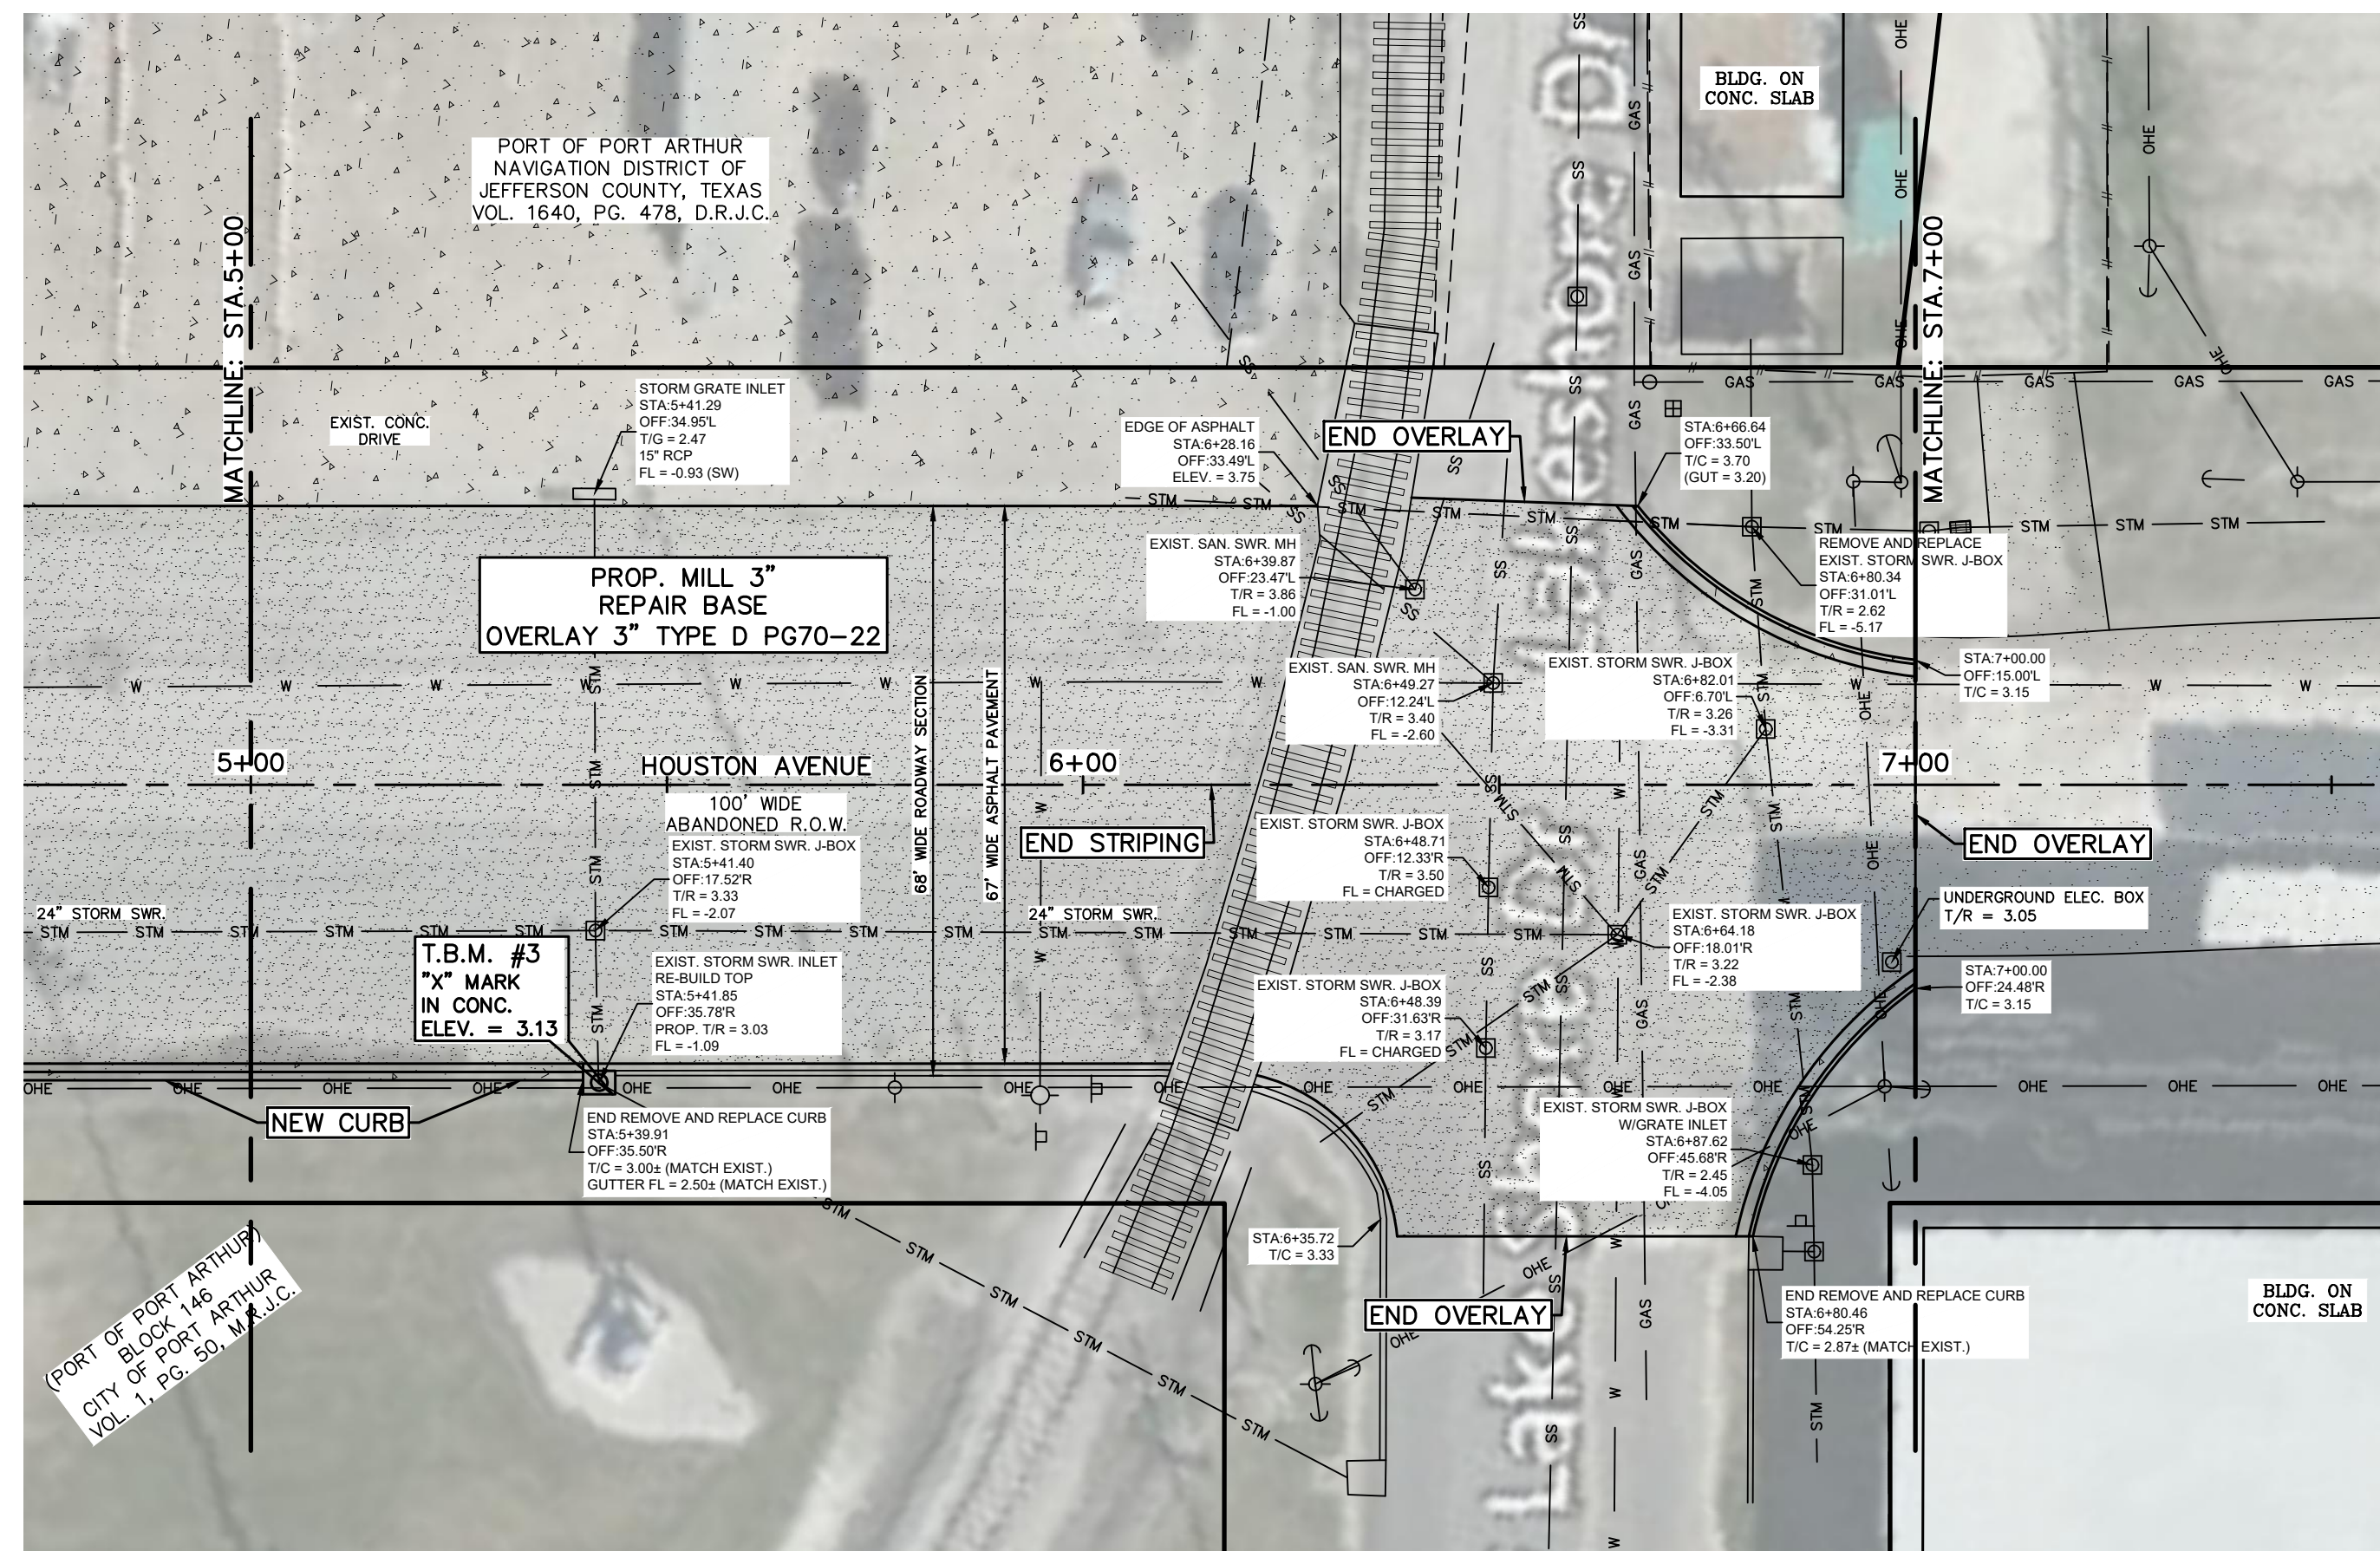 BLDG. ON
CONC. SLAB
PORT OF PORT ARTHUR
NAVIGATION DISTRICT OF
JEFFERSON COUNTY, TEXAS
VOL. 1640, PG. 478, D.R.J.C.
MATCHLINE: STA.5+00
MATCHLINE: STA.7+00
Lakeshore Dr
EXIST. CONC.
DRIVE
STORM GRATE INLET
STA:5+41.29
OFF:34.95'L
T/G = 2.47
15" RCP
FL = -0.93 (SW)
EDGE OF ASPHALT
STA:6+28.16
OFF:33.49'L
ELEV. = 3.75
END OVERLAY
STA:6+66.64
OFF:33.50'L
T/C = 3.70
(GUT = 3.20)
PROP. MILL 3"
REPAIR BASE
OVERLAY 3" TYPE D PG70-22
EXIST. SAN. SWR. MH
STA:6+39.87
OFF:23.47'L
T/R = 3.86
FL = -1.00
REMOVE AND REPLACE
EXIST. STORM SWR. J-BOX
STA:6+80.34
OFF:31.01'L
T/R = 2.62
FL = -5.17
EXIST. SAN. SWR. MH
STA:6+49.27
OFF:12.24'L
T/R = 3.40
FL = -2.60
EXIST. STORM SWR. J-BOX
STA:6+82.01
OFF:6.70'L
T/R = 3.26
FL = -3.31
STA:7+00.00
OFF:15.00'L
T/C = 3.15
68' WIDE ROADWAY SECTION
67' WIDE ASPHALT PAVEMENT
5+00
HOUSTON AVENUE
6+00
7+00
100' WIDE
ABANDONED R.O.W.
EXIST. STORM SWR. J-BOX
STA:5+41.40
OFF:17.52'R
T/R = 3.33
FL = -2.07
END STRIPING
EXIST. STORM SWR. J-BOX
STA:6+48.71
OFF:12.33'R
T/R = 3.50
FL = CHARGED
END OVERLAY
UNDERGROUND ELEC. BOX
T/R = 3.05
24" STORM SWR.
24" STORM SWR.
EXIST. STORM SWR. J-BOX
STA:6+64.18
OFF:18.01'R
T/R = 3.22
FL = -2.38
T.B.M. #3
"X" MARK
IN CONC.
ELEV. = 3.13
EXIST. STORM SWR. INLET
RE-BUILD TOP
STA:5+41.85
OFF:35.78'R
PROP. T/R = 3.03
FL = -1.09
EXIST. STORM SWR. J-BOX
STA:6+48.39
OFF:31.63'R
T/R = 3.17
FL = CHARGED
STA:7+00.00
OFF:24.48'R
T/C = 3.15
NEW CURB
END REMOVE AND REPLACE CURB
STA:5+39.91
OFF:35.50'R
T/C = 3.00± (MATCH EXIST.)
GUTTER FL = 2.50± (MATCH EXIST.)
EXIST. STORM SWR. J-BOX
W/GRATE INLET
STA:6+87.62
OFF:45.68'R
T/R = 2.45
FL = -4.05
Lakeshore Dr
STA:6+35.72
T/C = 3.33
END OVERLAY
END REMOVE AND REPLACE CURB
STA:6+80.46
OFF:54.25'R
T/C = 2.87± (MATCH EXIST.)
(PORT OF PORT ARTHUR)
BLOCK 146
CITY OF PORT ARTHUR
VOL. 1, PG. 50, M.R.J.C.
BLDG. ON
CONC. SLAB